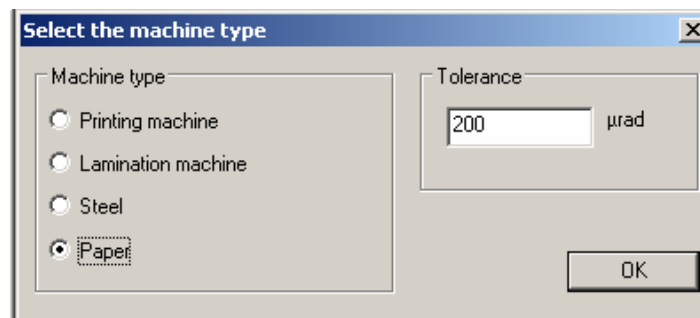 Select the machine type
Machine type
Printing machine
Lamination machine
Steel
Paper
Tolerance
200 µrad
OK